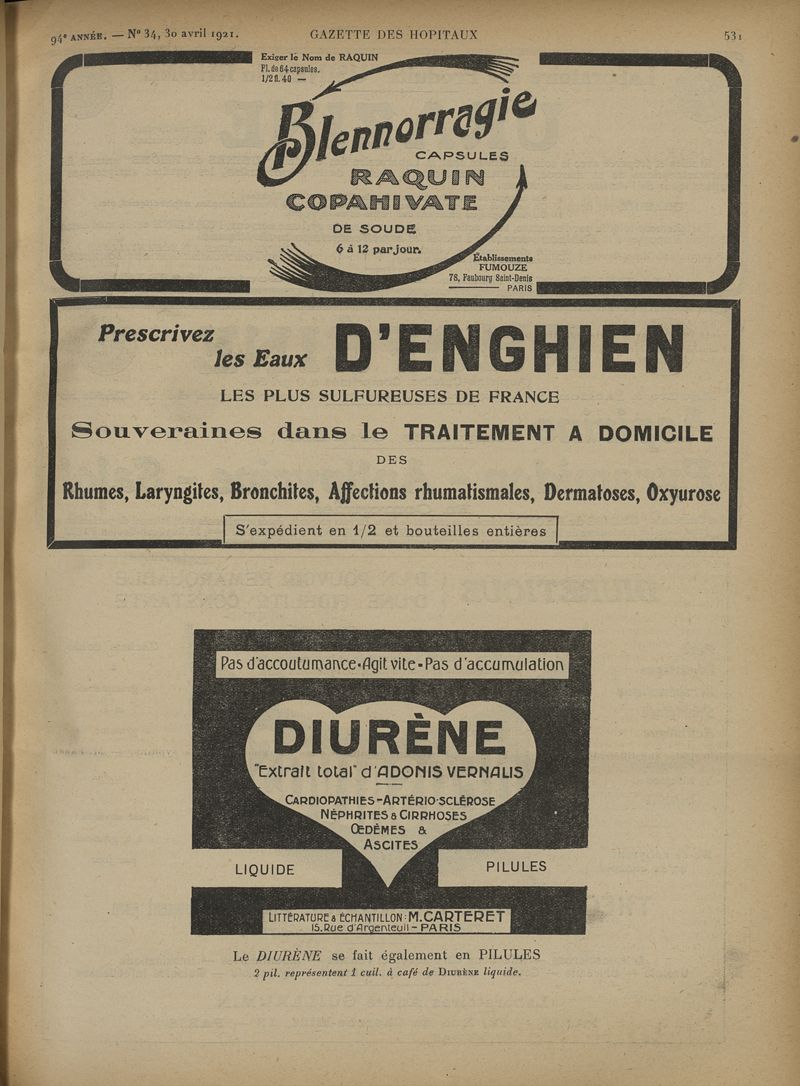 94e ANNÉE. — No 34, 30 avril 1921.
GAZETTE DES HOPITAUX
531
Exiger le Nom de RAQUIN
Fl. de 64 capsules.
1/2 fl. 40 —
Blennorragie
CAPSULES
RAQUIN
COPAHIVATE
DE SOUDE
6 à 12 par jour.
Établissements
FUMOUZE
78, Faubourg Saint-Denis
PARIS
Prescrivez
les Eaux D'ENGHIEN
LES PLUS SULFUREUSES DE FRANCE
Souveraines dans le TRAITEMENT A DOMICILE
DES
Rhumes, Laryngites, Bronchites, Affections rhumatismales, Dermatoses, Oxyurose
S'expédient en 1/2 et bouteilles entières
Pas d'accoutumance•Agit vite•Pas d'accumulation
DIURÈNE
"Extrait total" d'ADONIS VERNALIS
CARDIOPATHIES-ARTÉRIO-SCLÉROSE
NÉPHRITES & CIRRHOSES
ŒDÈMES &
ASCITES
LIQUIDE
PILULES
LITTÉRATURE & ÉCHANTILLON: M. CARTERET
15, Rue d'Argenteuil - PARIS
Le DIURÈNE se fait également en PILULES
2 pil. représentent 1 cuil. à café de DIURÈNE liquide.